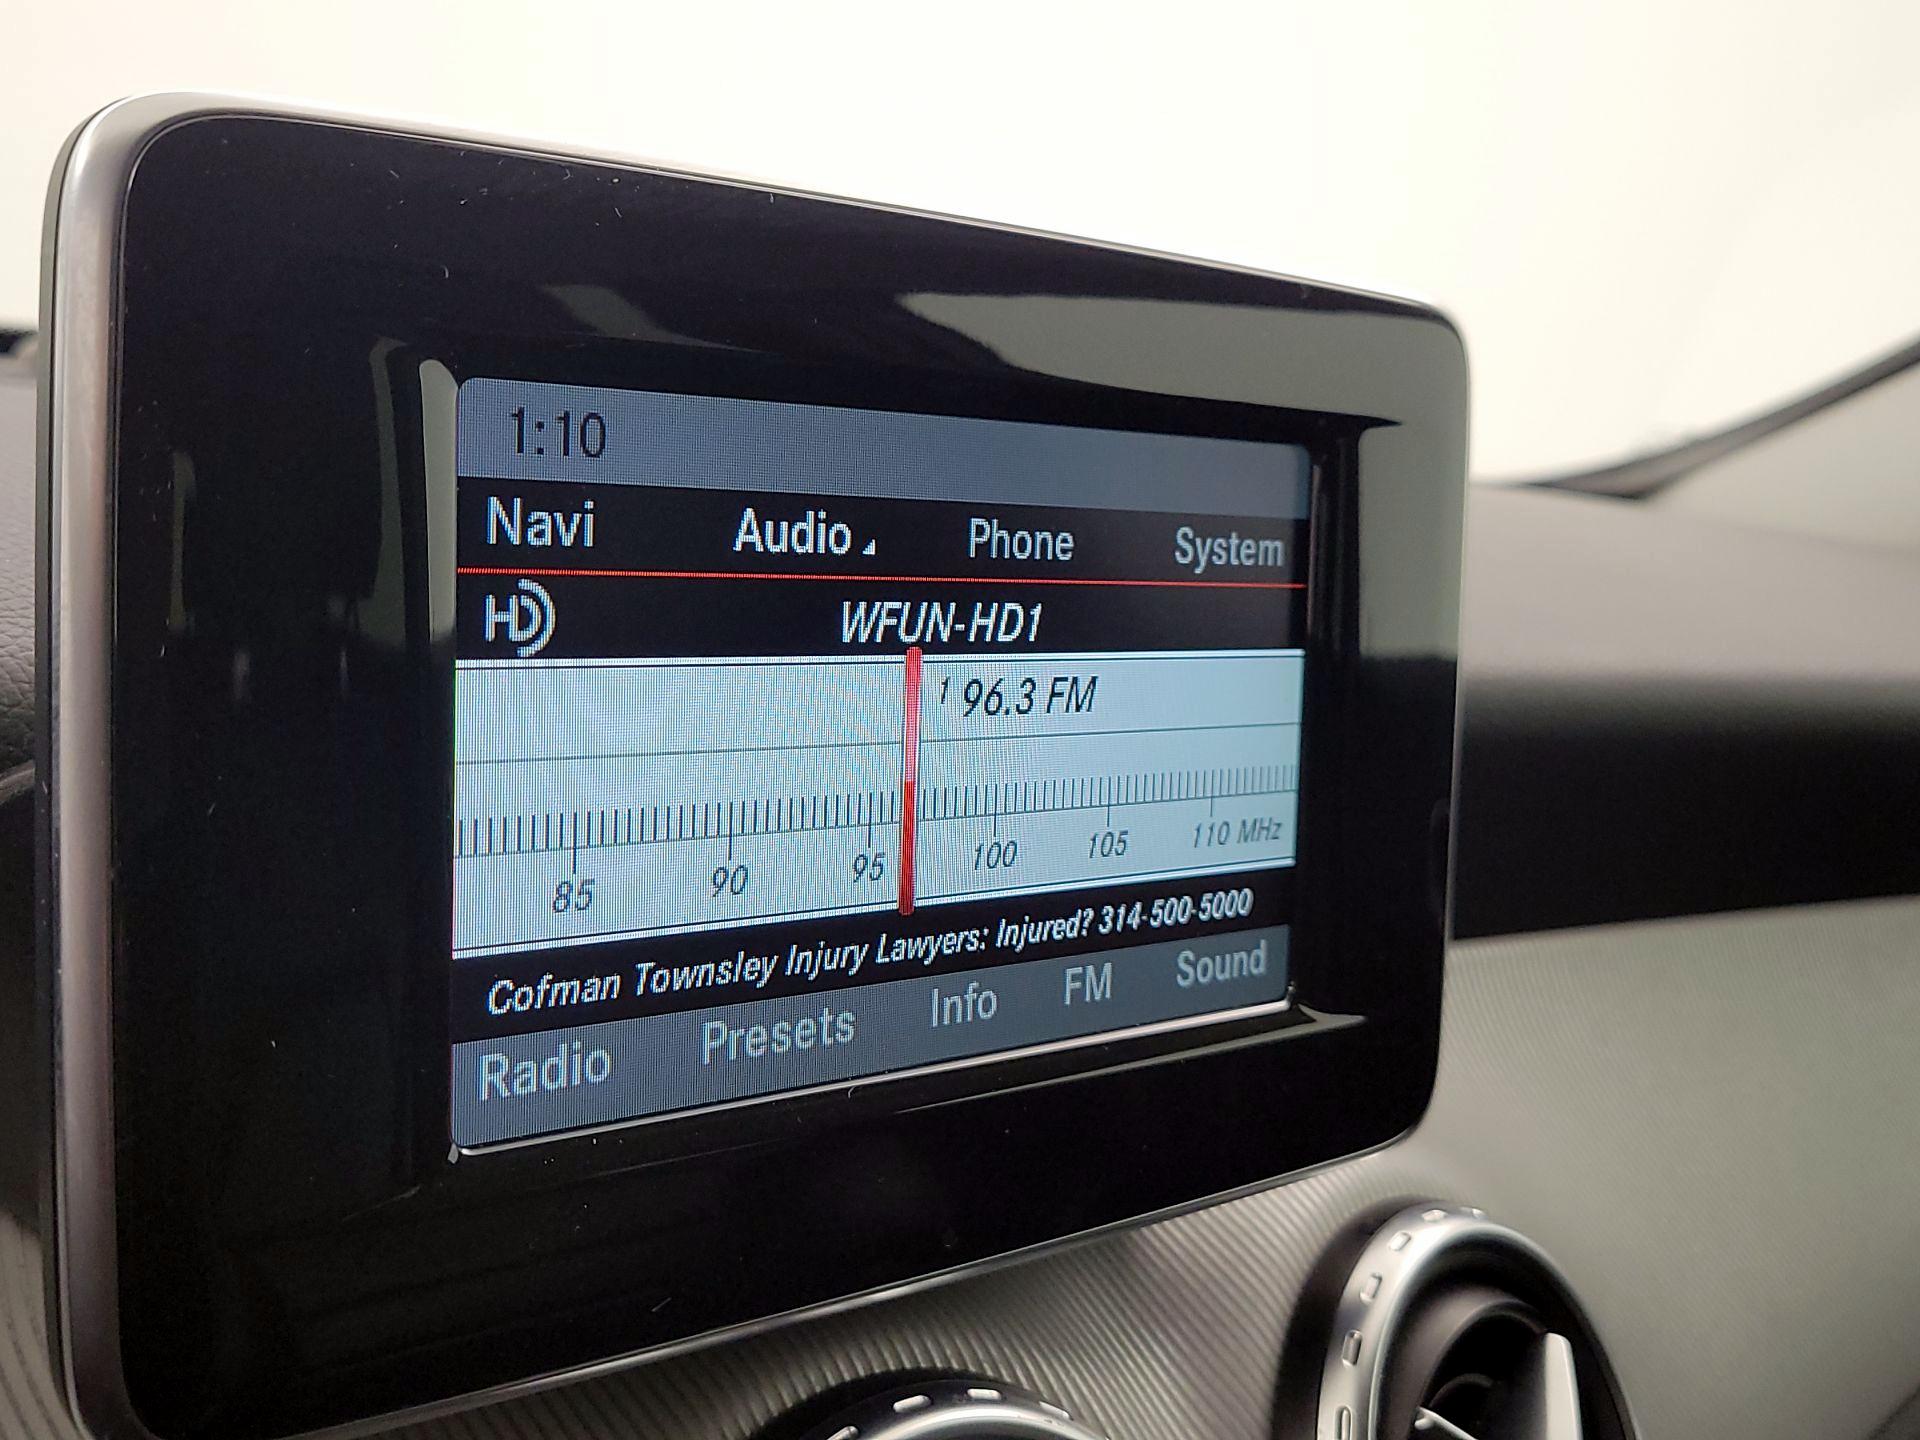 1:10
Navi Audio Phone System
HD WFUN-HD1
1 96.3 FM
85 90 95 100 105 110 MHz
Cofman Townsley Injury Lawyers: Injured? 314-500-5000
Radio Presets Info FM Sound